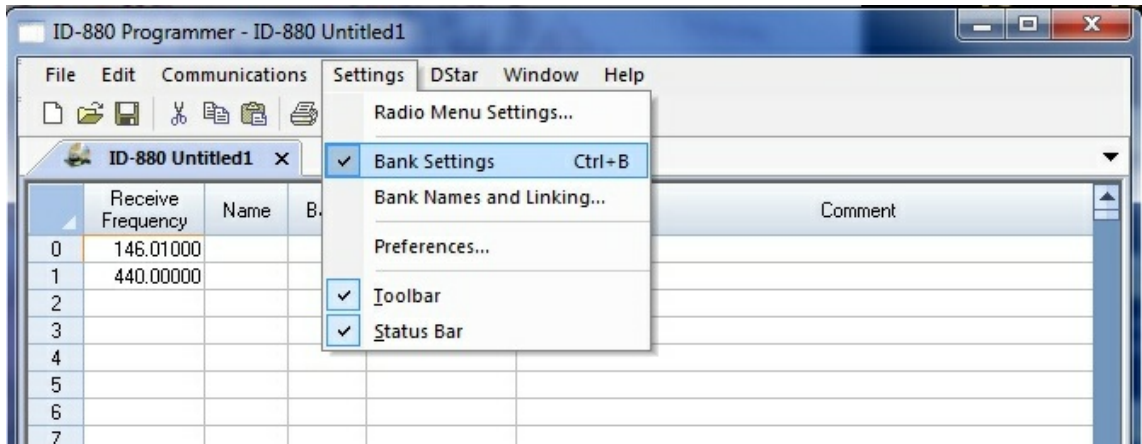 ID-880 Programmer - ID-880 Untitled1
File Edit Communications Settings DStar Window Help
Radio Menu Settings...
ID-880 Untitled1
Bank Settings Ctrl+B
Bank Names and Linking...
Receive Frequency Name Comment
Preferences...
0 146.01000
1 440.00000
2
Toolbar
3
Status Bar
4
5
6
7